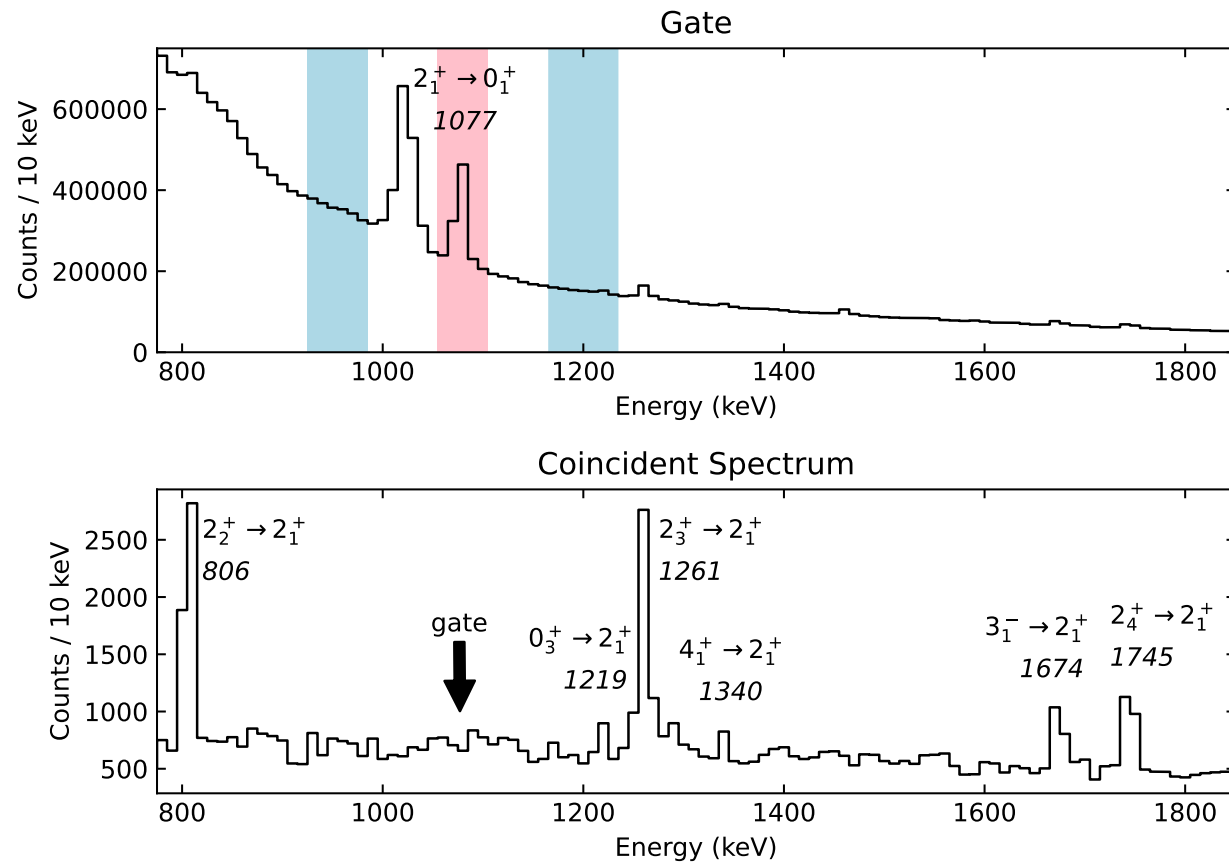 Gate
2₁⁺ → 0₁⁺
1077
Counts / 10 keV
600000
400000
200000
0
800 1000 1200 1400 1600 1800
Energy (keV)
Coincident Spectrum
2₂⁺ → 2₁⁺
806
gate
0₃⁺ → 2₁⁺
1219
2₃⁺ → 2₁⁺
1261
4₁⁺ → 2₁⁺
1340
3₁⁻ → 2₁⁺
1674
2₄⁺ → 2₁⁺
1745
Counts / 10 keV
2500
2000
1500
1000
500
800 1000 1200 1400 1600 1800
Energy (keV)